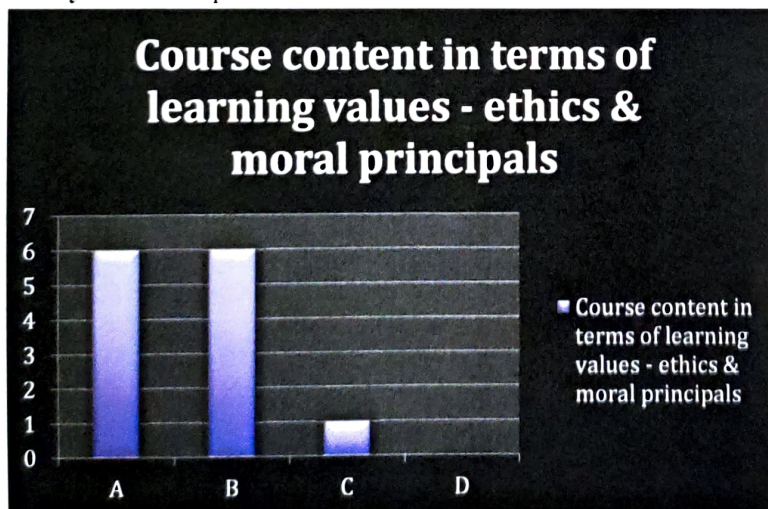 Course content in terms of
learning values - ethics &
moral principals
7
6
5
4
3
2
1
0
A B C D
Course content in
terms of learning
values - ethics &
moral principals